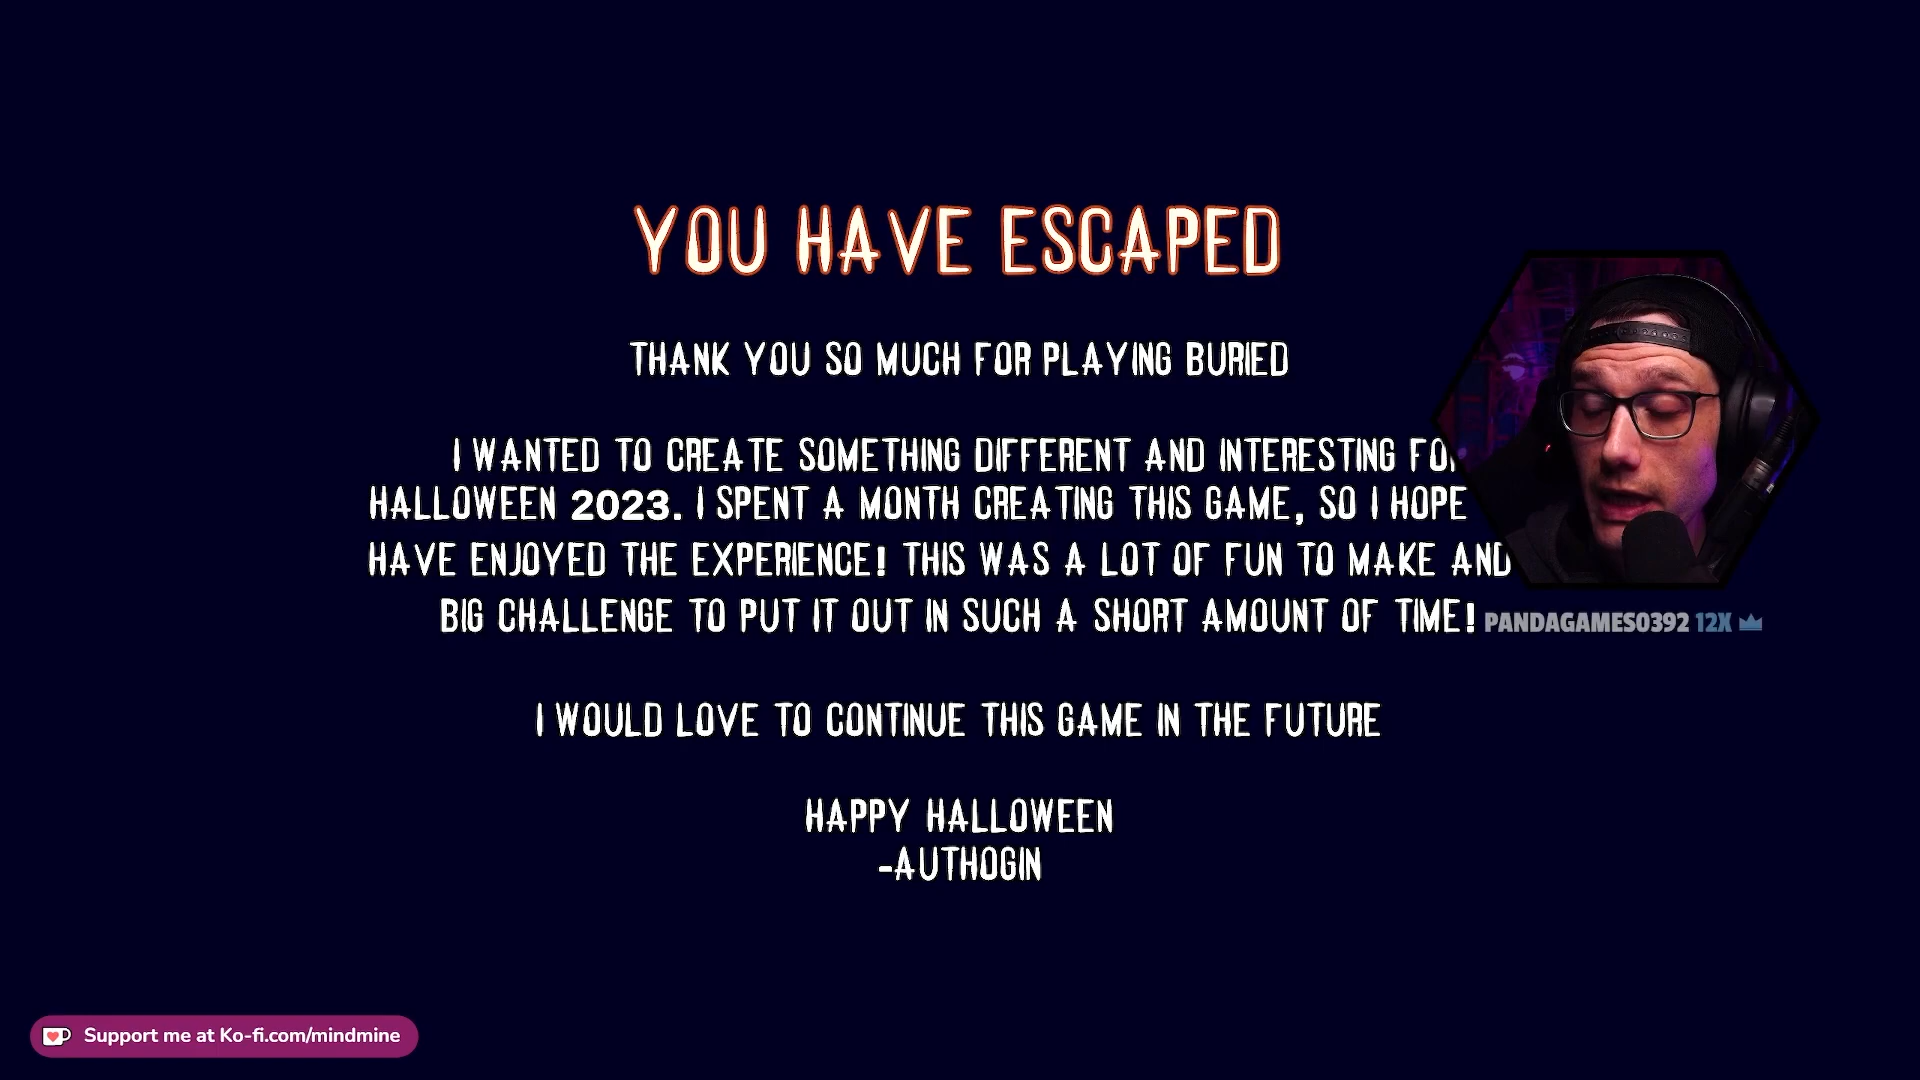 YOU HAVE ESCAPED
THANK YOU SO MUCH FOR PLAYING BURIED
I WANTED TO CREATE SOMETHING DIFFERENT AND INTERESTING FOR
HALLOWEEN 2023. I SPENT A MONTH CREATING THIS GAME, SO I HOPE
HAVE ENJOYED THE EXPERIENCE! THIS WAS A LOT OF FUN TO MAKE AND
BIG CHALLENGE TO PUT IT OUT IN SUCH A SHORT AMOUNT OF TIME!
PANDAGAMES0392 12X
I WOULD LOVE TO CONTINUE THIS GAME IN THE FUTURE
HAPPY HALLOWEEN
-AUTHOGIN
Support me at Ko-fi.com/mindmine